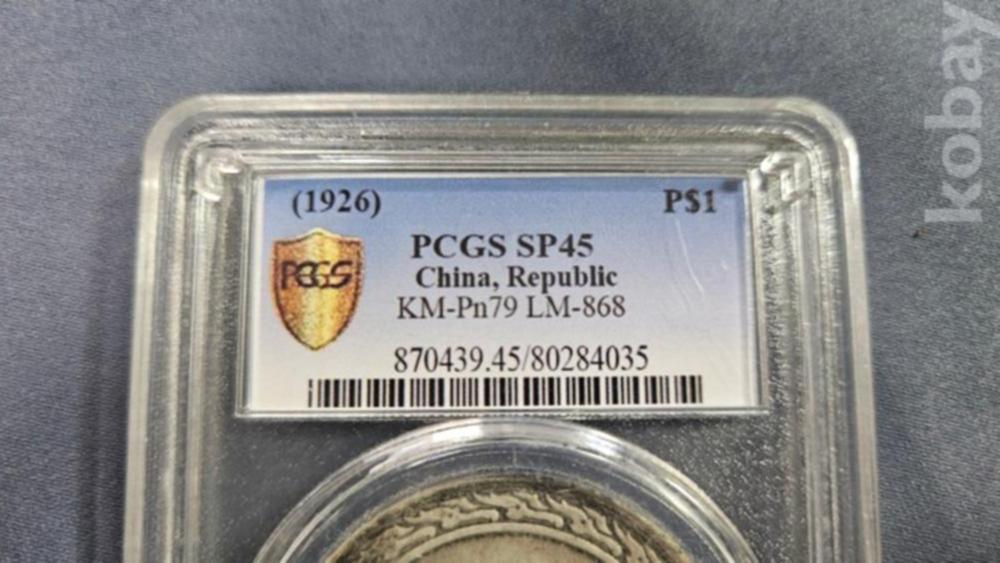 (1926) P$1
PCGS SP45
PCGS
China, Republic
KM-Pn79 LM-868
870439.45/80284035
kobay